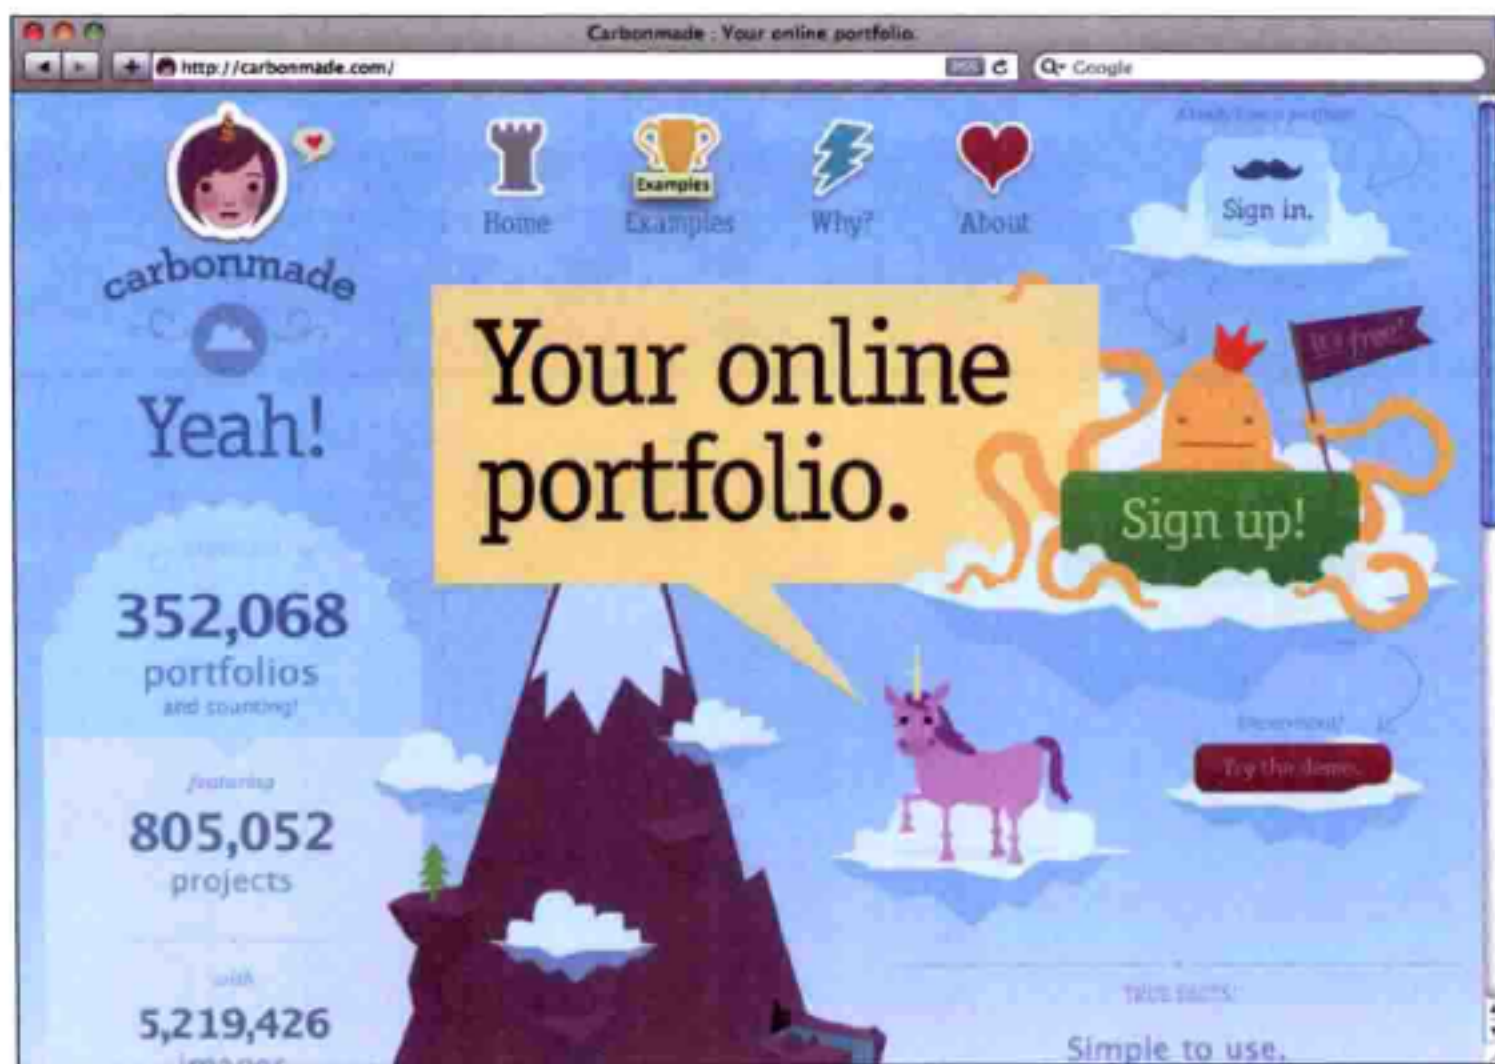 Carbonmade : Your online portfolio.
http://carbonmade.com/
RSS
Google
carbonmade
Yeah!
Examples
Home
Examples
Why?
About
Sign in.
Your online
portfolio.
It's free!
Sign up!
352,068
portfolios
and counting!
featuring
805,052
projects
with
5,219,426
images
Try the demo.
TRUE FACTS:
Simple to use.